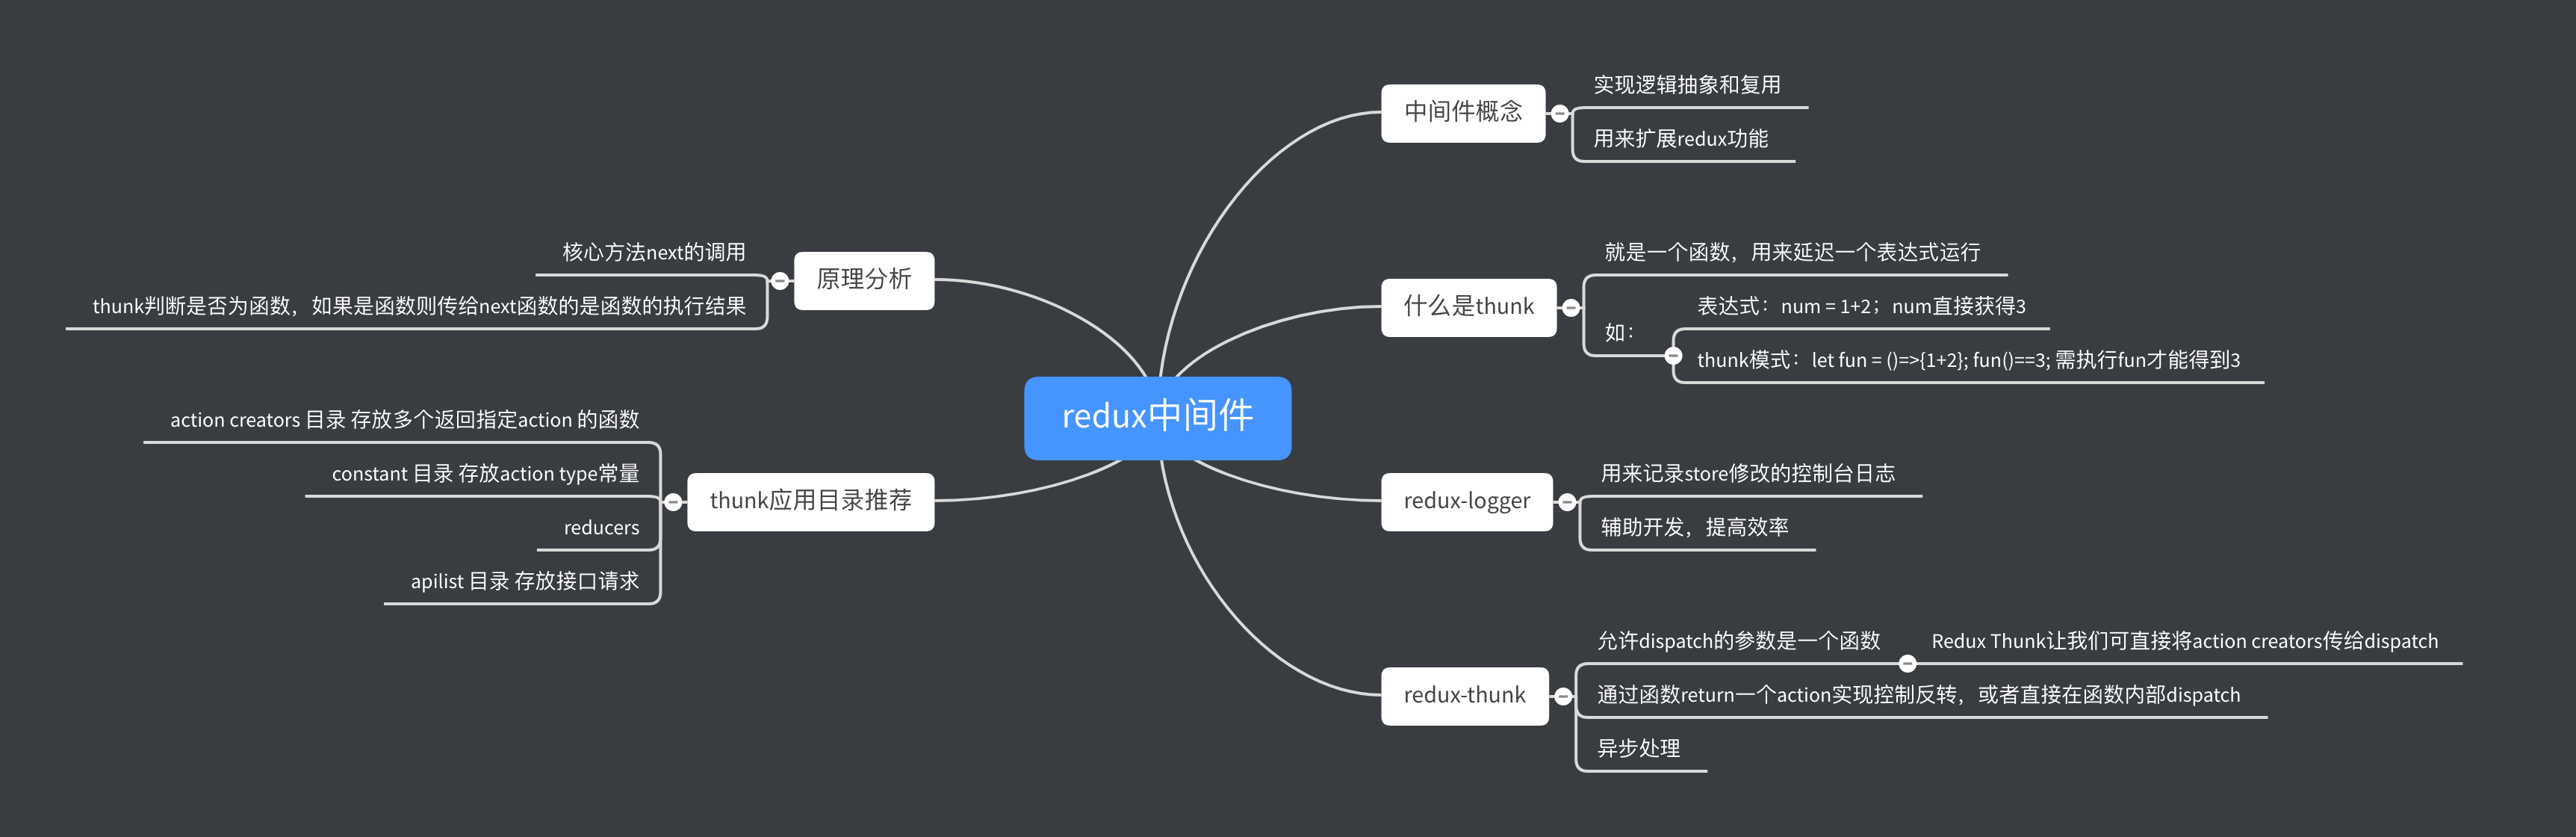 redux中间件
中间件概念
实现逻辑抽象和复用
用来扩展redux功能
什么是thunk
就是一个函数，用来延迟一个表达式运行
如：
表达式：num = 1+2；num直接获得3
thunk模式：let fun = ()=>{1+2}; fun()==3; 需执行fun才能得到3
redux-logger
用来记录store修改的控制台日志
辅助开发，提高效率
redux-thunk
允许dispatch的参数是一个函数
Redux Thunk让我们可直接将action creators传给dispatch
通过函数return一个action实现控制反转，或者直接在函数内部dispatch
异步处理
原理分析
核心方法next的调用
thunk判断是否为函数，如果是函数则传给next函数的是函数的执行结果
thunk应用目录推荐
action creators 目录 存放多个返回指定action 的函数
constant 目录 存放action type常量
reducers
apilist 目录 存放接口请求